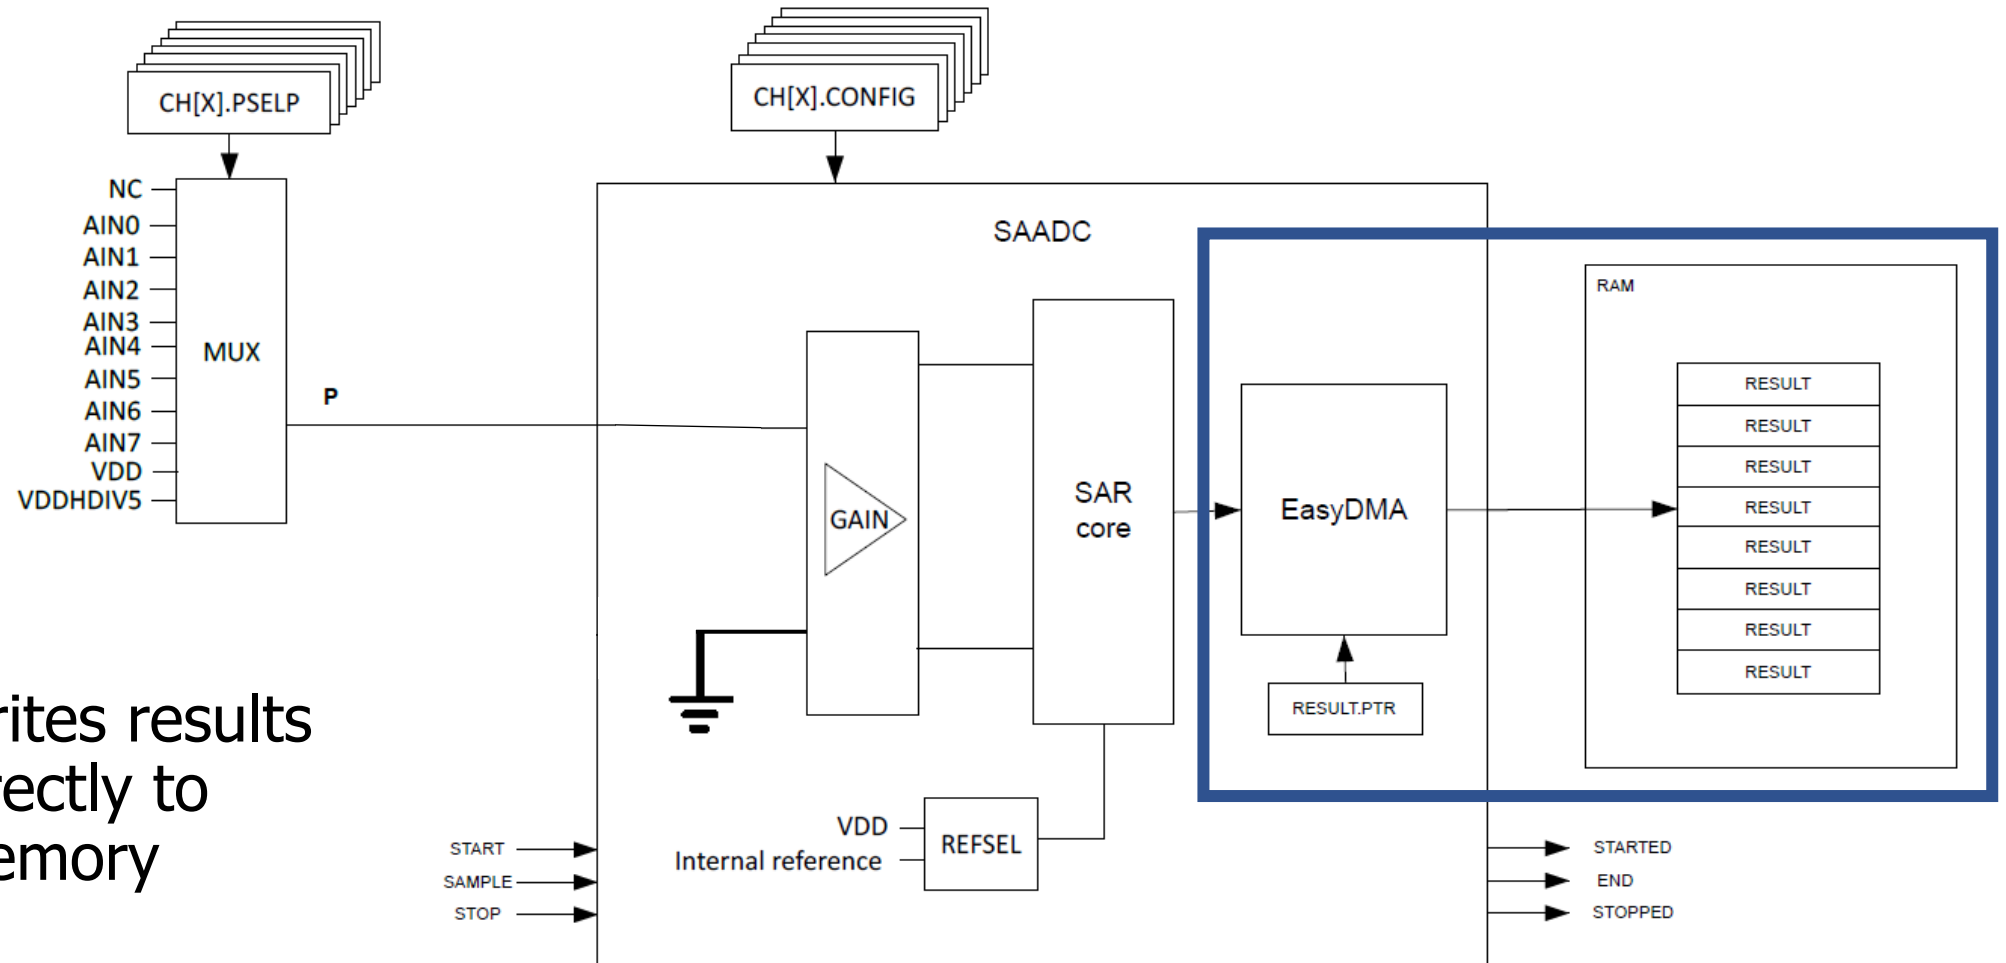 CH[X].PSELP
CH[X].CONFIG
NC
AIN0
AIN1
AIN2
AIN3
AIN4
AIN5
AIN6
AIN7
VDD
VDDHDIV5
MUX
P
SAADC
GAIN
SAR
core
EasyDMA
RESULT.PTR
RAM
RESULT
RESULT
RESULT
RESULT
RESULT
RESULT
RESULT
RESULT
rites results
rectly to
emory
VDD
Internal reference
REFSEL
START
SAMPLE
STOP
STARTED
END
STOPPED